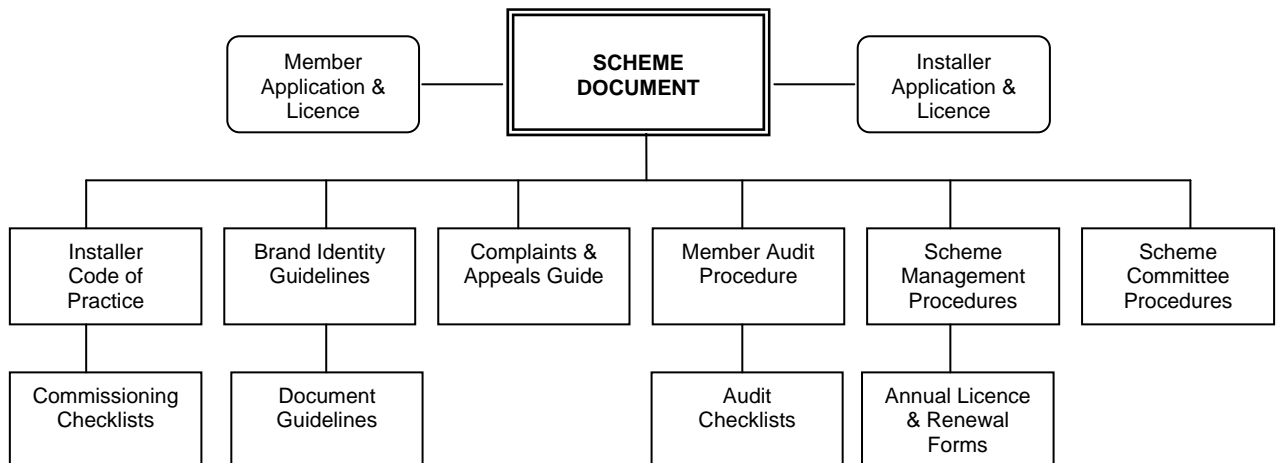 Member
Application &
Licence
SCHEME
DOCUMENT
Installer
Application &
Licence
Installer
Code of
Practice
Brand Identity
Guidelines
Complaints &
Appeals Guide
Member Audit
Procedure
Scheme
Management
Procedures
Scheme
Committee
Procedures
Commissioning
Checklists
Document
Guidelines
Audit
Checklists
Annual Licence
& Renewal
Forms